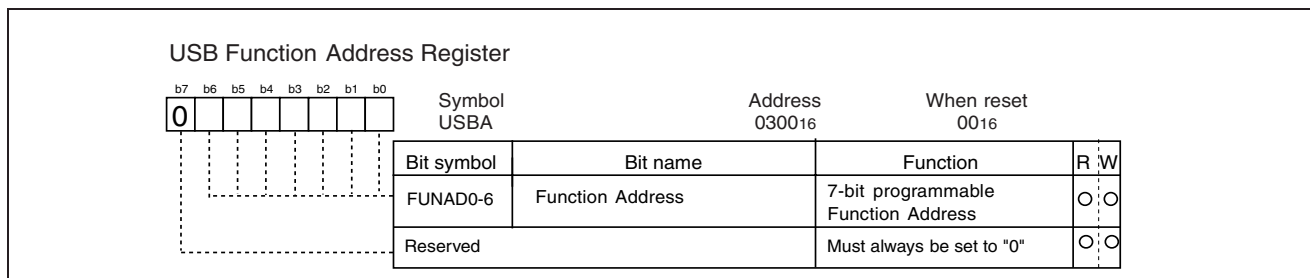 USB Function Address Register
b7 b6 b5 b4 b3 b2 b1 b0
0
Symbol Address When reset
USBA 030016 0016
Bit symbol Bit name Function R W
FUNAD0-6 Function Address 7-bit programmable
Function Address O O
Reserved Must always be set to "0" O O